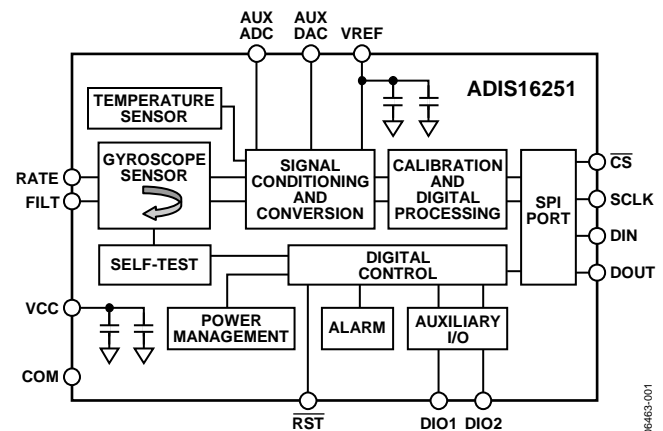 AUX
ADC
AUX
DAC
VREF
ADIS16251
TEMPERATURE
SENSOR
GYROSCOPE
SENSOR
SIGNAL
CONDITIONING
AND
CONVERSION
CALIBRATION
AND
DIGITAL
PROCESSING
SPI
PORT
RATE
FILT
CS
SCLK
DIN
DOUT
SELF-TEST
DIGITAL
CONTROL
VCC
POWER
MANAGEMENT
ALARM
AUXILIARY
I/O
COM
RST
DIO1
DIO2
06463-001